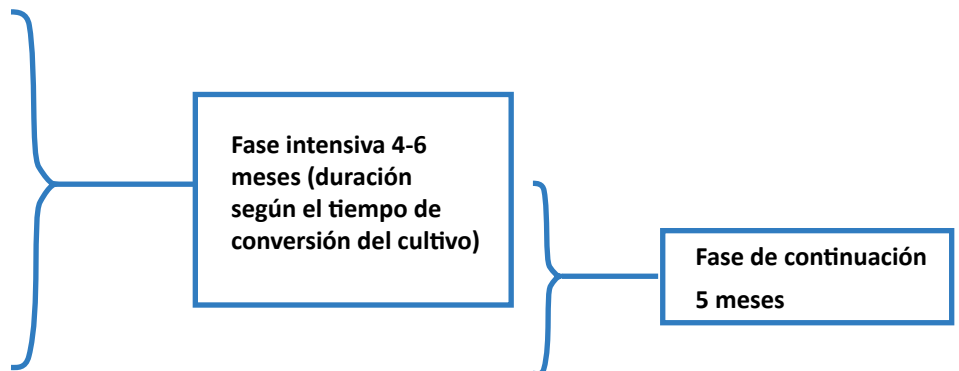 Fase intensiva 4-6
meses (duración
según el tiempo de
conversión del cultivo)
Fase de continuación
5 meses